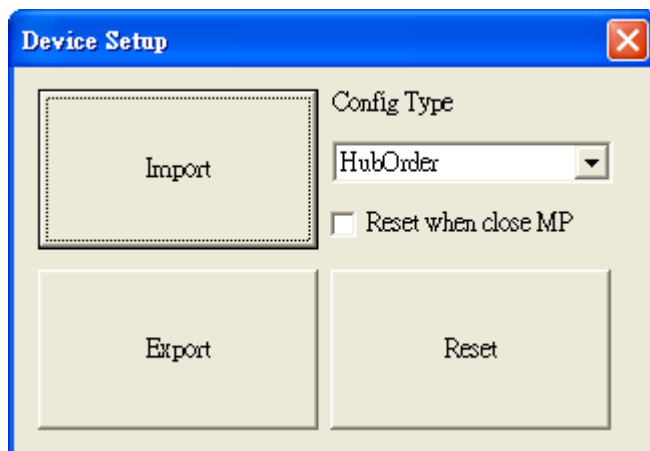 Device Setup
Import
Config Type
HubOrder
Reset when close MP
Export
Reset